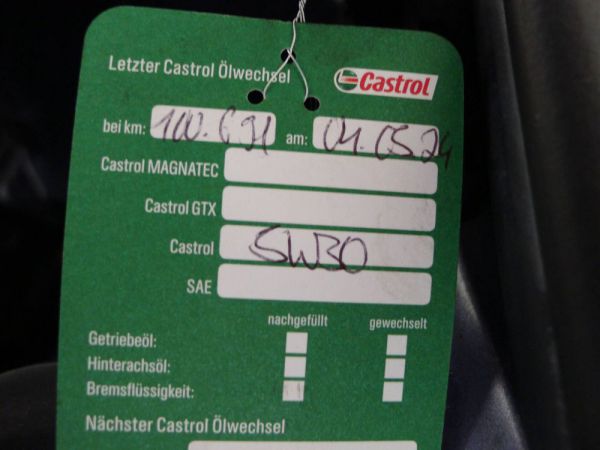 Letzter Castrol Ölwechsel
Castrol
bei km: 100.691 am: 04.05.24
Castrol MAGNATEC
Castrol GTX
Castrol 5W30
SAE
nachgefüllt gewechselt
Getriebeöl:
Hinterachsöl:
Bremsflüssigkeit:
Nächster Castrol Ölwechsel